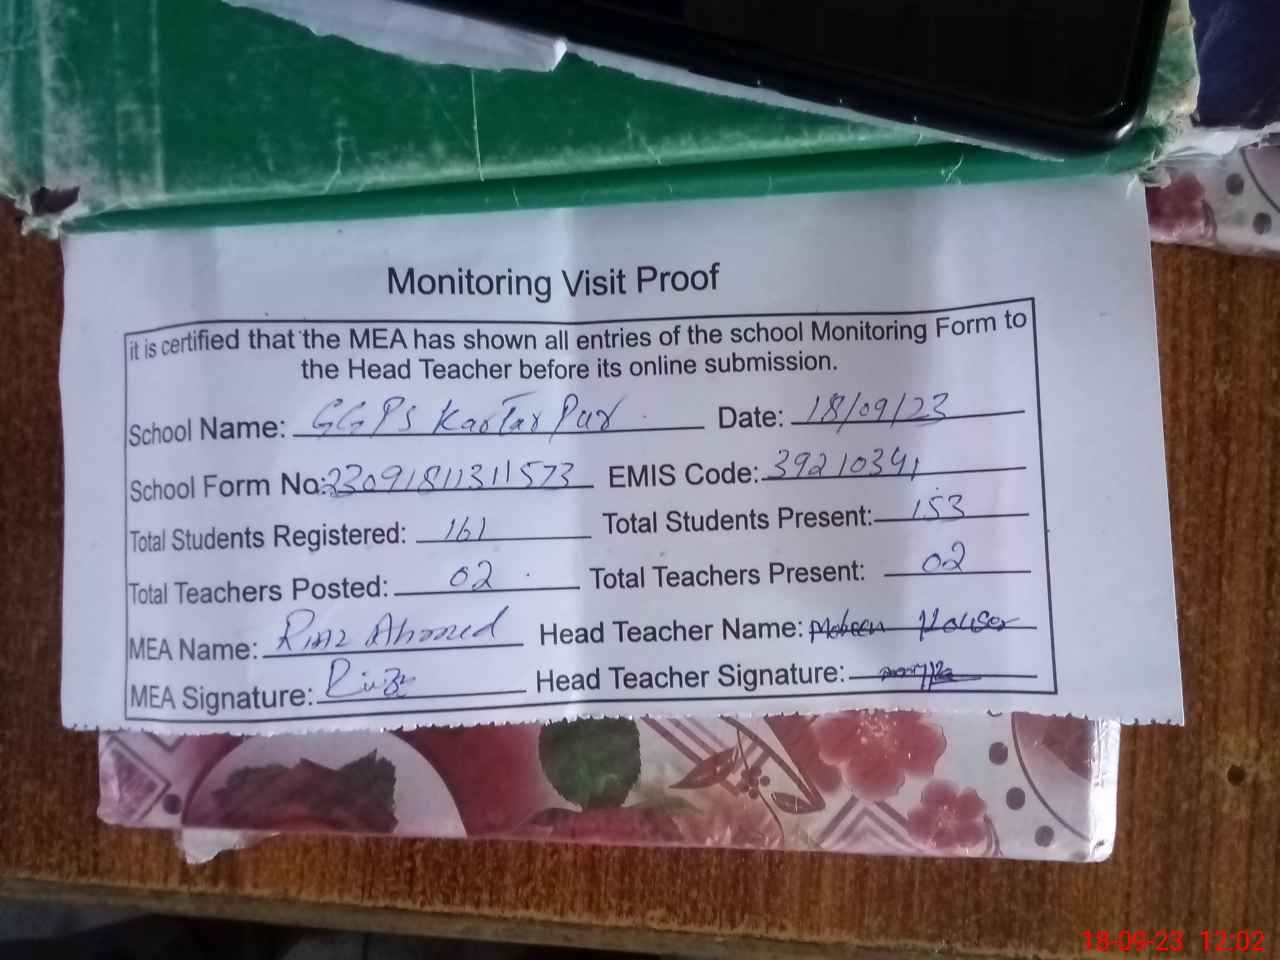 Monitoring Visit Proof
it is certified that the MEA has shown all entries of the school Monitoring Form to
the Head Teacher before its online submission.
School Name: GGPS KarTar Pur Date: 18/09/23
School Form No: 23091811311573 EMIS Code: 39210341
Total Students Registered: 161 Total Students Present: 153
Total Teachers Posted: 02 Total Teachers Present: 02
MEA Name: Riaz Ahmed Head Teacher Name: Kousar
MEA Signature: Riaz Head Teacher Signature:
18-09-23 12:02